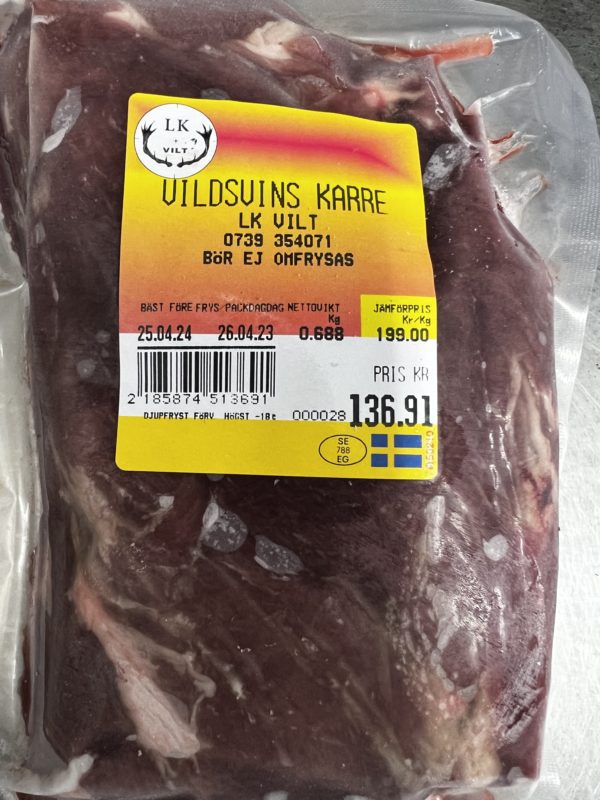 LK
VILT
VILDSVINS KARRE
LK VILT
0739 354071
BöR EJ OMFRYSAS
BÄST FÖRE FRYS PACKDAGDAG NETTOVIKT JÄMFÖRPRIS
Kg Kr/Kg
25.04.24 26.04.23 0.688 199.00
PRIS KR
2 185874 513691
000028 136.91
DJUPFRYST FöRV HöGST -18c
SE
788
EG